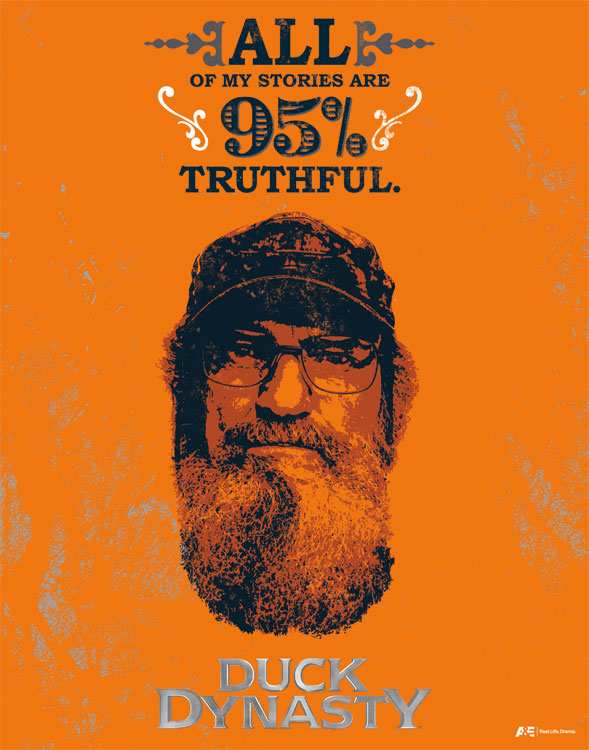 ALL
OF MY STORIES ARE
95%
TRUTHFUL.
DUCK
DYNASTY
A&E Real Life. Drama.